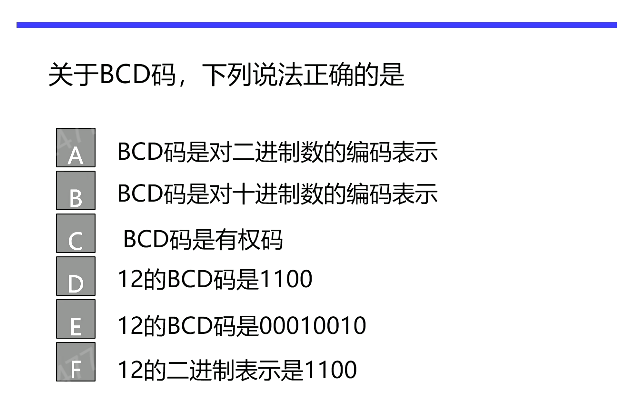 关于BCD码，下列说法正确的是
A BCD码是对二进制数的编码表示
B BCD码是对十进制数的编码表示
C BCD码是有权码
D 12的BCD码是1100
E 12的BCD码是00010010
F 12的二进制表示是1100